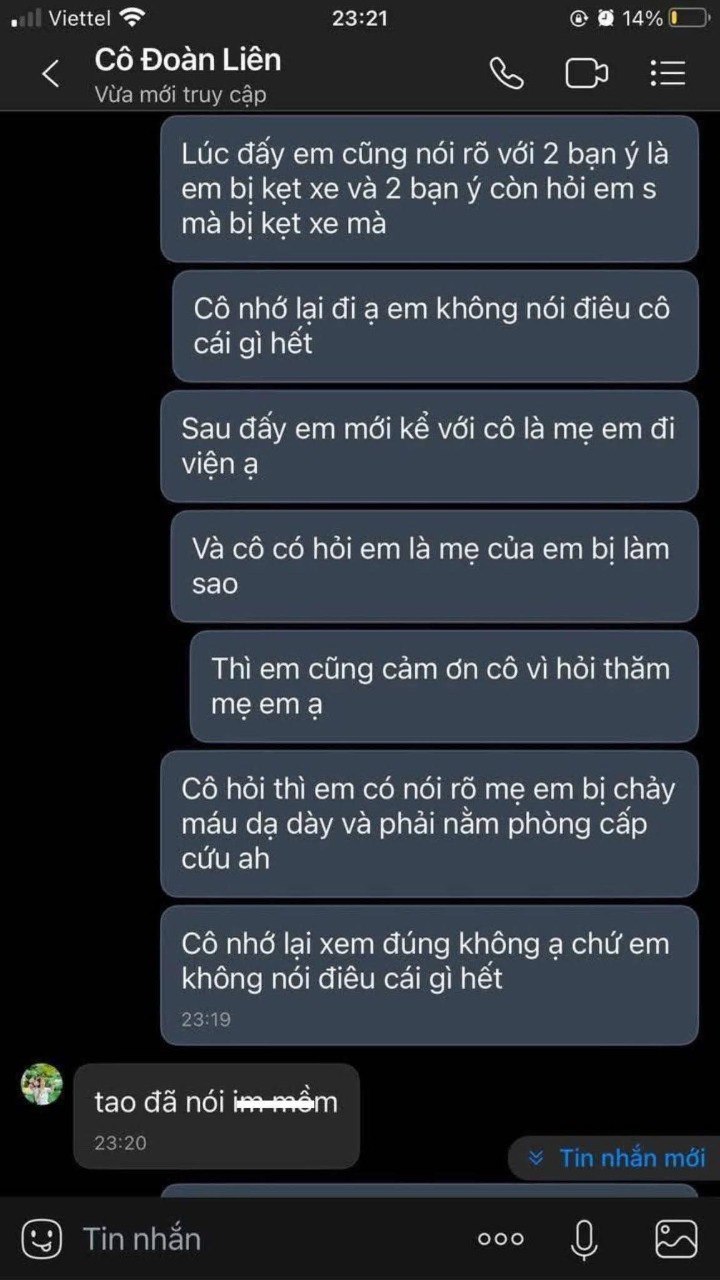 Viettel 23:21 14%
Cô Đoàn Liên
Vừa mới truy cập
Lúc đấy em cũng nói rõ với 2 bạn ý là
em bị kẹt xe và 2 bạn ý còn hỏi em s
mà bị kẹt xe mà
Cô nhớ lại đi ạ em không nói điêu cô
cái gì hết
Sau đấy em mới kể với cô là mẹ em đi
viện ạ
Và cô có hỏi em là mẹ của em bị làm
sao
Thì em cũng cảm ơn cô vì hỏi thăm
mẹ em ạ
Cô hỏi thì em có nói rõ mẹ em bị chảy
máu dạ dày và phải nằm phòng cấp
cứu ah
Cô nhớ lại xem đúng không ạ chứ em
không nói điêu cái gì hết
23:19
tao đã nói im mồm
23:20
Tin nhắn mới
Tin nhắn